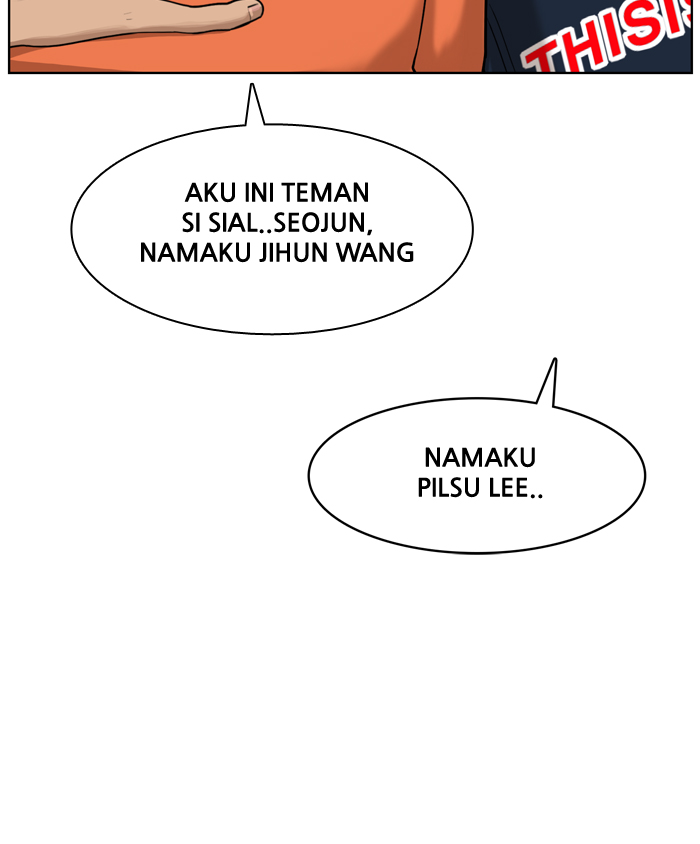 THISIS
AKU INI TEMAN
SI SIAL..SEOJUN,
NAMAKU JIHUN WANG
NAMAKU
PILSU LEE..